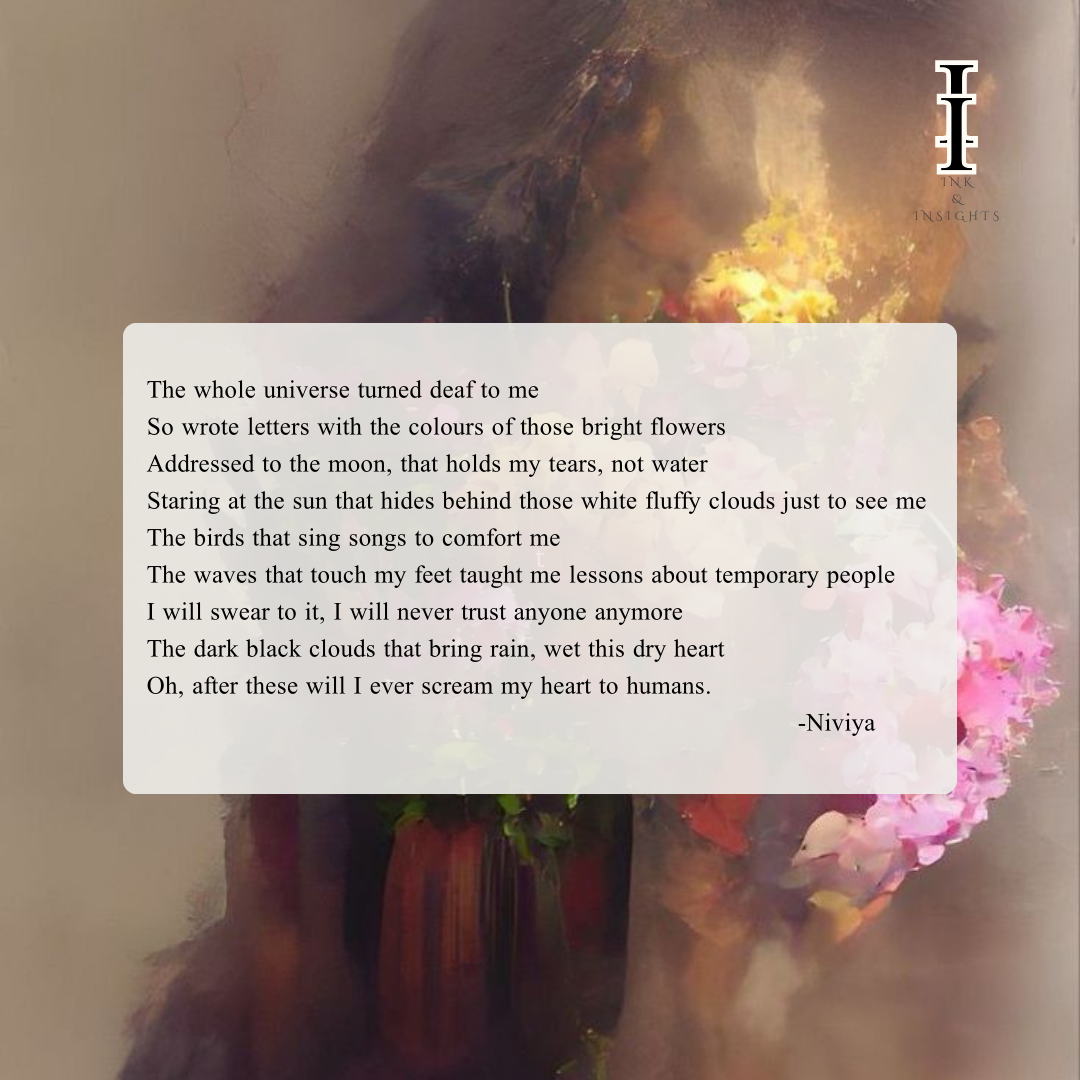 I
I
INK
&
INSIGHTS
The whole universe turned deaf to me
So wrote letters with the colours of those bright flowers
Addressed to the moon, that holds my tears, not water
Staring at the sun that hides behind those white fluffy clouds just to see me
The birds that sing songs to comfort me
The waves that touch my feet taught me lessons about temporary people
I will swear to it, I will never trust anyone anymore
The dark black clouds that bring rain, wet this dry heart
Oh, after these will I ever scream my heart to humans.
-Niviya